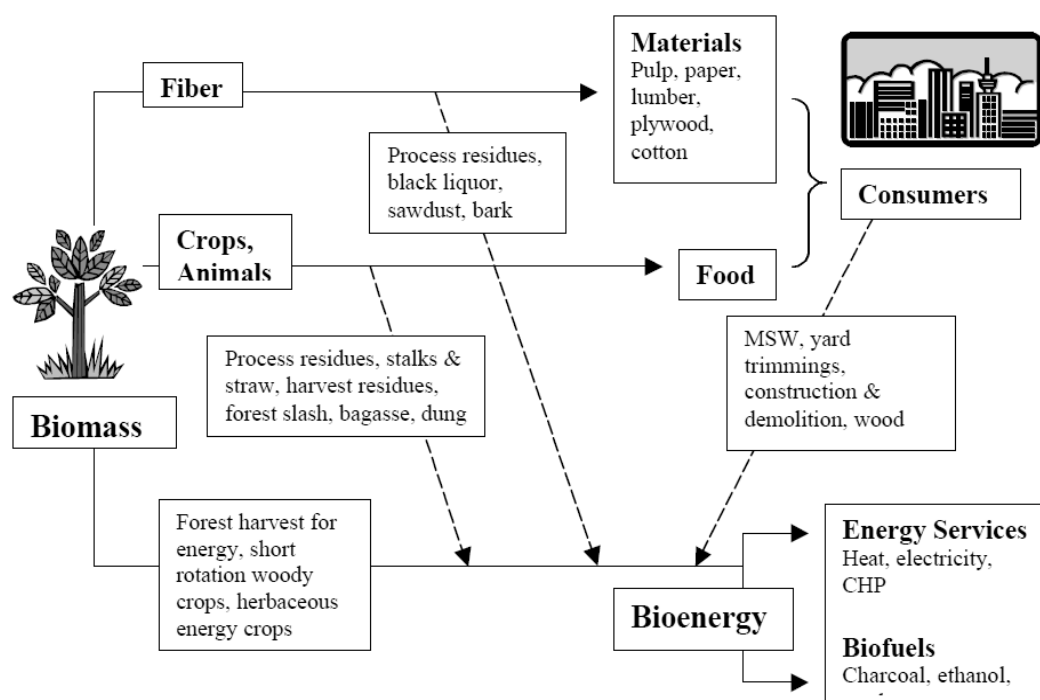 Fiber
Materials
Pulp, paper,
lumber,
plywood,
cotton
Process residues,
black liquor,
sawdust, bark
Consumers
Crops,
Animals
Food
Process residues, stalks &
straw, harvest residues,
forest slash, bagasse, dung
MSW, yard
trimmings,
construction &
demolition, wood
Biomass
Forest harvest for
energy, short
rotation woody
crops, herbaceous
energy crops
Bioenergy
Energy Services
Heat, electricity,
CHP
Biofuels
Charcoal, ethanol,